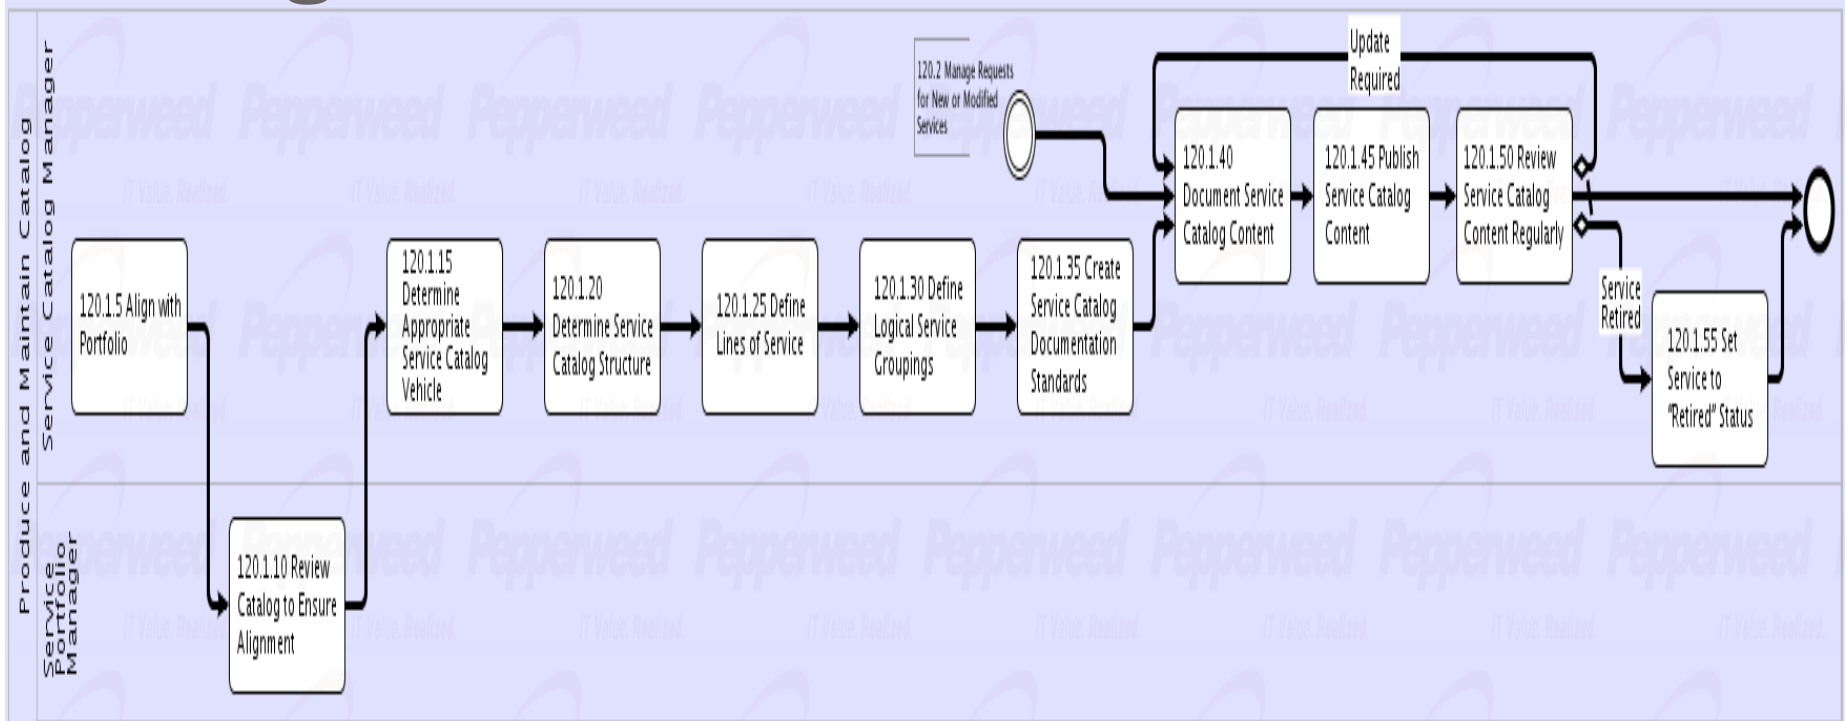 Produce and Maintain Catalog
Service Catalog Manager
120.2 Manage Requests
for New or Modified
Services
Update
Required
120.1.5 Align with
Portfolio
120.1.15
Determine
Appropriate
Service Catalog
Vehicle
120.1.20
Determine Service
Catalog Structure
120.1.25 Define
Lines of Service
120.1.30 Define
Logical Service
Groupings
120.1.35 Create
Service Catalog
Documentation
Standards
120.1.40
Document Service
Catalog Content
120.1.45 Publish
Service Catalog
Content
120.1.50 Review
Service Catalog
Content Regularly
Service
Retired
120.1.55 Set
Service to
"Retired" Status
Service
Portfolio
Manager
120.1.10 Review
Catalog to Ensure
Alignment
Pepperweed
IT Value. Realized.